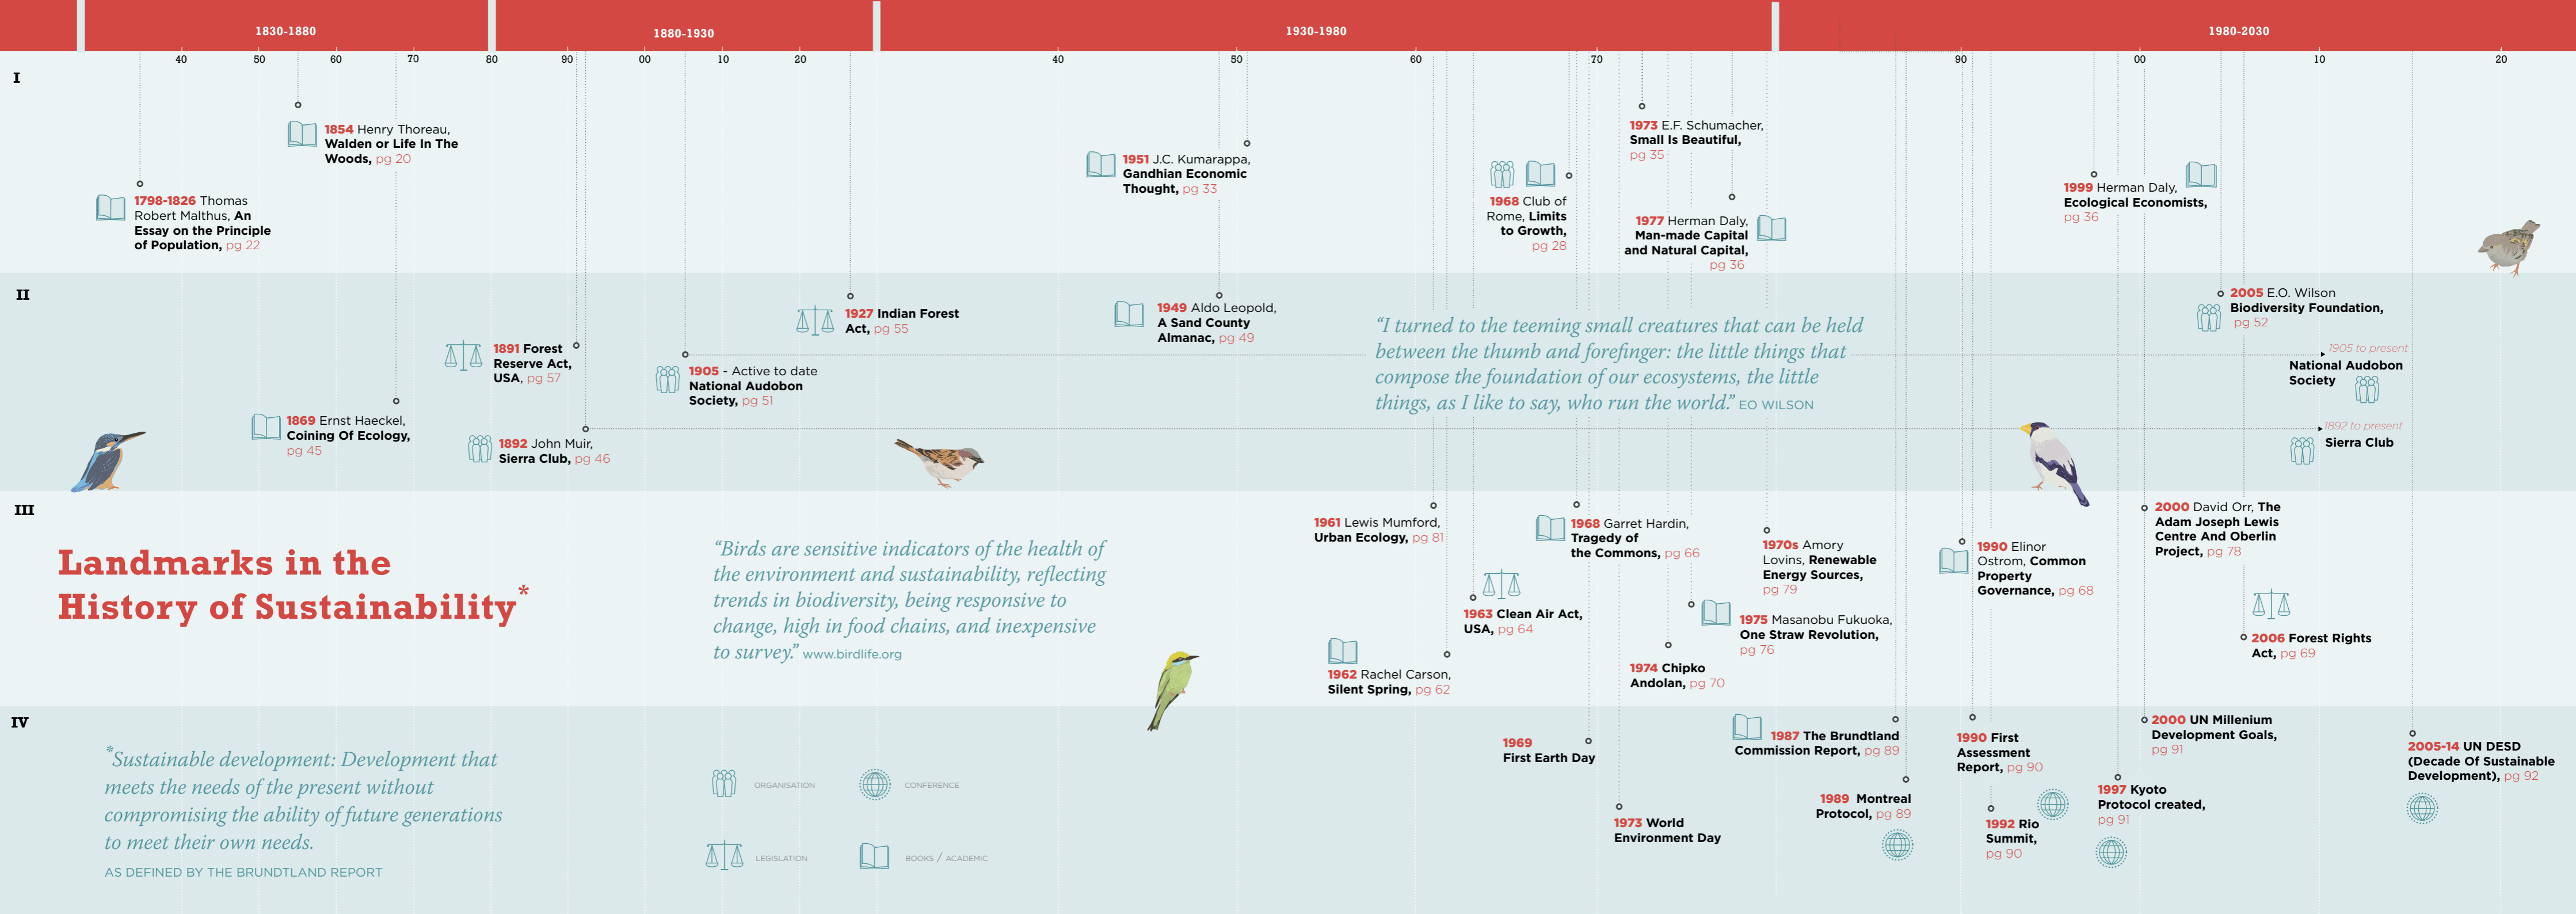 1830-1880
1880-1930
1930-1980
1980-2030
40 50 60 70 80 90 00 10 20 40 50 60 70 90 00 10 20
I
1854 Henry Thoreau,
Walden or Life In The
Woods, pg 20
1798-1826 Thomas
Robert Malthus, An
Essay on the Principle
of Population, pg 22
1951 J.C. Kumarappa,
Gandhian Economic
Thought, pg 33
1968 Club of
Rome, Limits
to Growth,
pg 28
1973 E.F. Schumacher,
Small Is Beautiful,
pg 35
1977 Herman Daly,
Man-made Capital
and Natural Capital,
pg 36
1999 Herman Daly,
Ecological Economists,
pg 36
II
1869 Ernst Haeckel,
Coining Of Ecology,
pg 45
1891 Forest
Reserve Act,
USA, pg 57
1892 John Muir,
Sierra Club, pg 46
1905 - Active to date
National Audobon
Society, pg 51
1927 Indian Forest
Act, pg 55
1949 Aldo Leopold,
A Sand County
Almanac, pg 49
“I turned to the teeming small creatures that can be held
between the thumb and forefinger: the little things that
compose the foundation of our ecosystems, the little
things, as I like to say, who run the world.” EO WILSON
2005 E.O. Wilson
Biodiversity Foundation,
pg 52
1905 to present
National Audobon
Society
1892 to present
Sierra Club
III
Landmarks in the
History of Sustainability*
“Birds are sensitive indicators of the health of
the environment and sustainability, reflecting
trends in biodiversity, being responsive to
change, high in food chains, and inexpensive
to survey.” www.birdlife.org
1961 Lewis Mumford,
Urban Ecology, pg 81
1962 Rachel Carson,
Silent Spring, pg 62
1963 Clean Air Act,
USA, pg 64
1968 Garret Hardin,
Tragedy of
the Commons, pg 66
1974 Chipko
Andolan, pg 70
1970s Amory
Lovins, Renewable
Energy Sources,
pg 79
1975 Masanobu Fukuoka,
One Straw Revolution,
pg 76
1990 Elinor
Ostrom, Common
Property
Governance, pg 68
2000 David Orr, The
Adam Joseph Lewis
Centre And Oberlin
Project, pg 78
2006 Forest Rights
Act, pg 69
IV
*Sustainable development: Development that
meets the needs of the present without
compromising the ability of future generations
to meet their own needs.
AS DEFINED BY THE BRUNDTLAND REPORT
ORGANISATION
CONFERENCE
LEGISLATION
BOOKS / ACADEMIC
1969
First Earth Day
1973 World
Environment Day
1987 The Brundtland
Commission Report, pg 89
1989 Montreal
Protocol, pg 89
1990 First
Assessment
Report, pg 90
1992 Rio
Summit,
pg 90
1997 Kyoto
Protocol created,
pg 91
2000 UN Millenium
Development Goals,
pg 91
2005-14 UN DESD
(Decade Of Sustainable
Development), pg 92